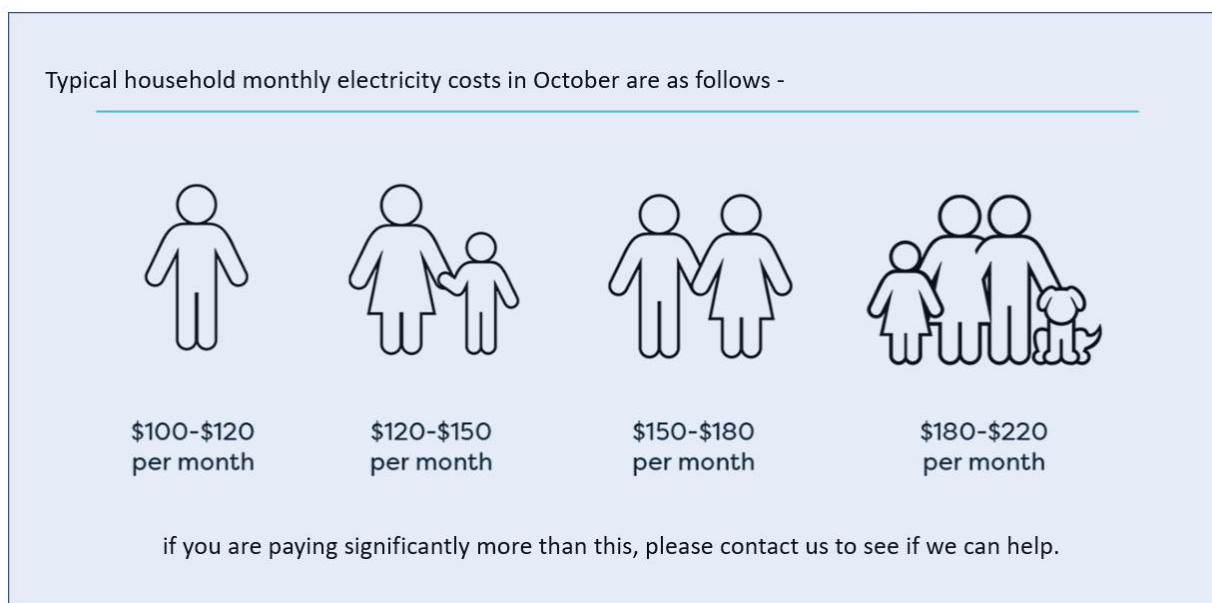 Typical household monthly electricity costs in October are as follows -
$100-$120
per month
$120-$150
per month
$150-$180
per month
$180-$220
per month
if you are paying significantly more than this, please contact us to see if we can help.